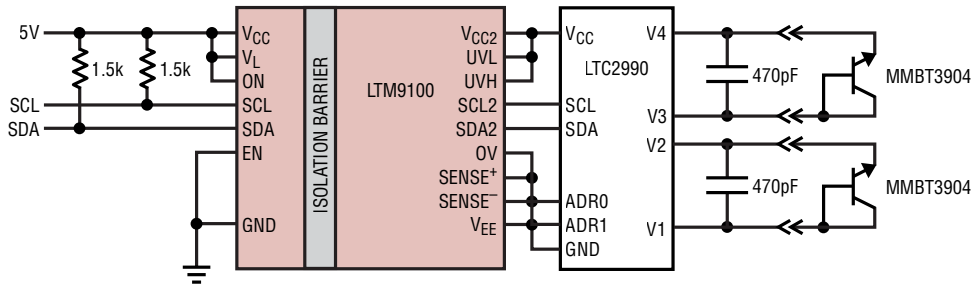 5V
1.5k
1.5k
SCL
SDA
VCC
VL
ON
SCL
SDA
EN
GND
ISOLATION BARRIER
LTM9100
VCC2
UVL
UVH
SCL2
SDA2
OV
SENSE+
SENSE–
VEE
VCC
LTC2990
SCL
SDA
ADR0
ADR1
GND
V4
V3
V2
V1
470pF
MMBT3904
470pF
MMBT3904